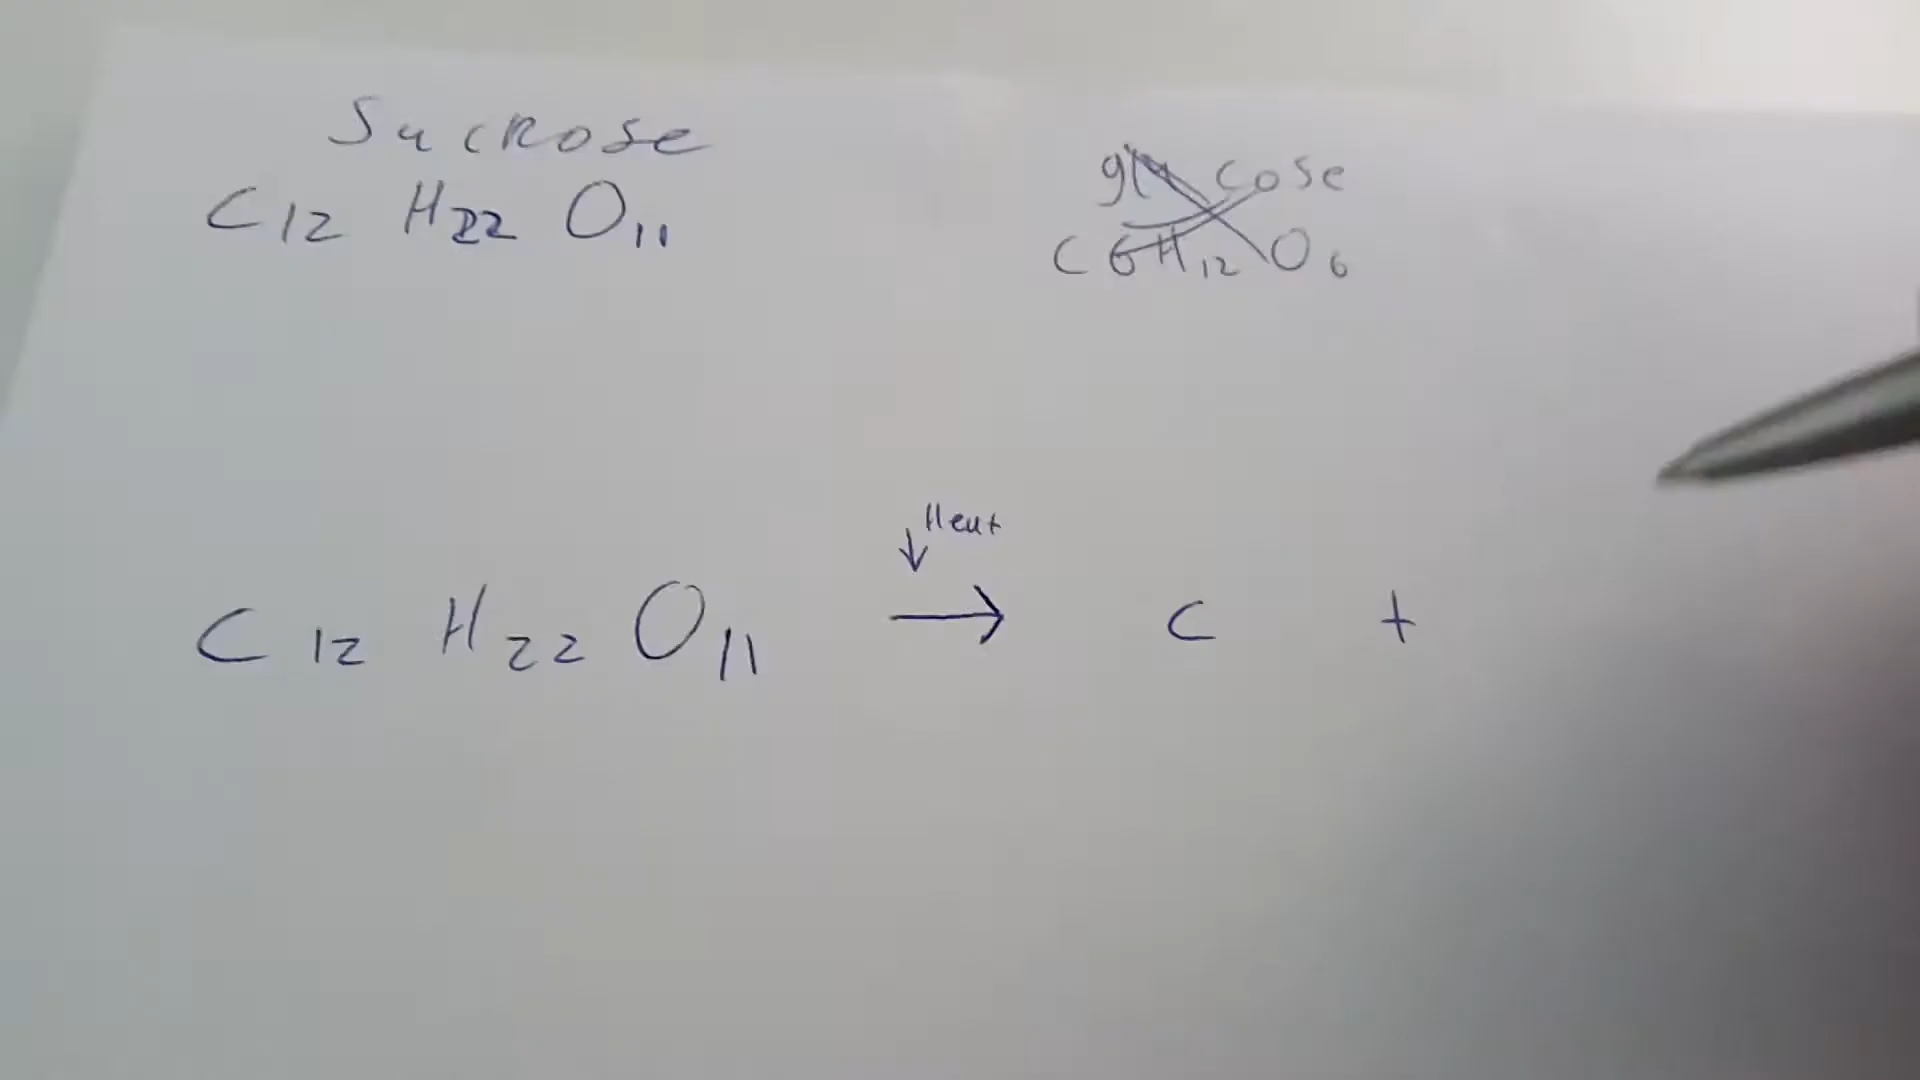 Sucrose
C12 H22 O11
glucose
C6H12O6
Heat
C12 H22 O11 → C +